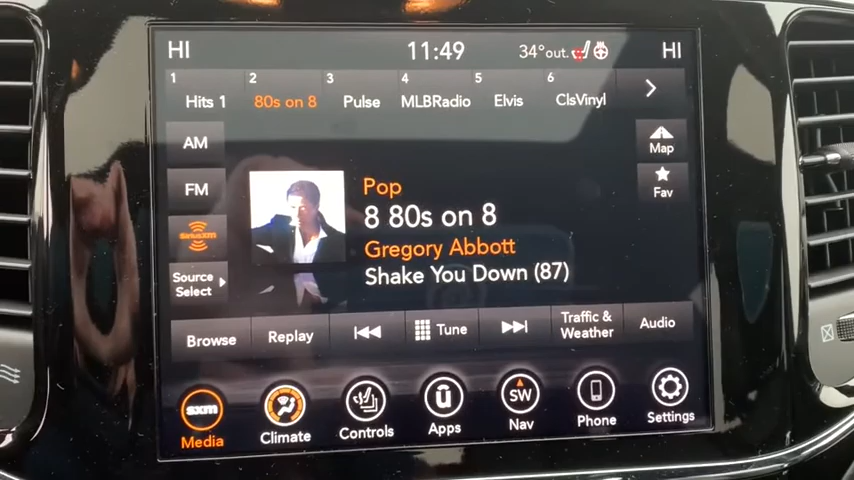 HI 11:49 34°out. HI
1 2 3 4 5 6
Hits 1 80s on 8 Pulse MLBRadio Elvis ClsVinyl
AM
Map
FM
Fav
Pop
8 80s on 8
siriusxm
Gregory Abbott
Source
Select
Shake You Down (87)
Browse Replay Tune Traffic &
Weather Audio
sxm
SW
Media Climate Controls Apps Nav Phone Settings